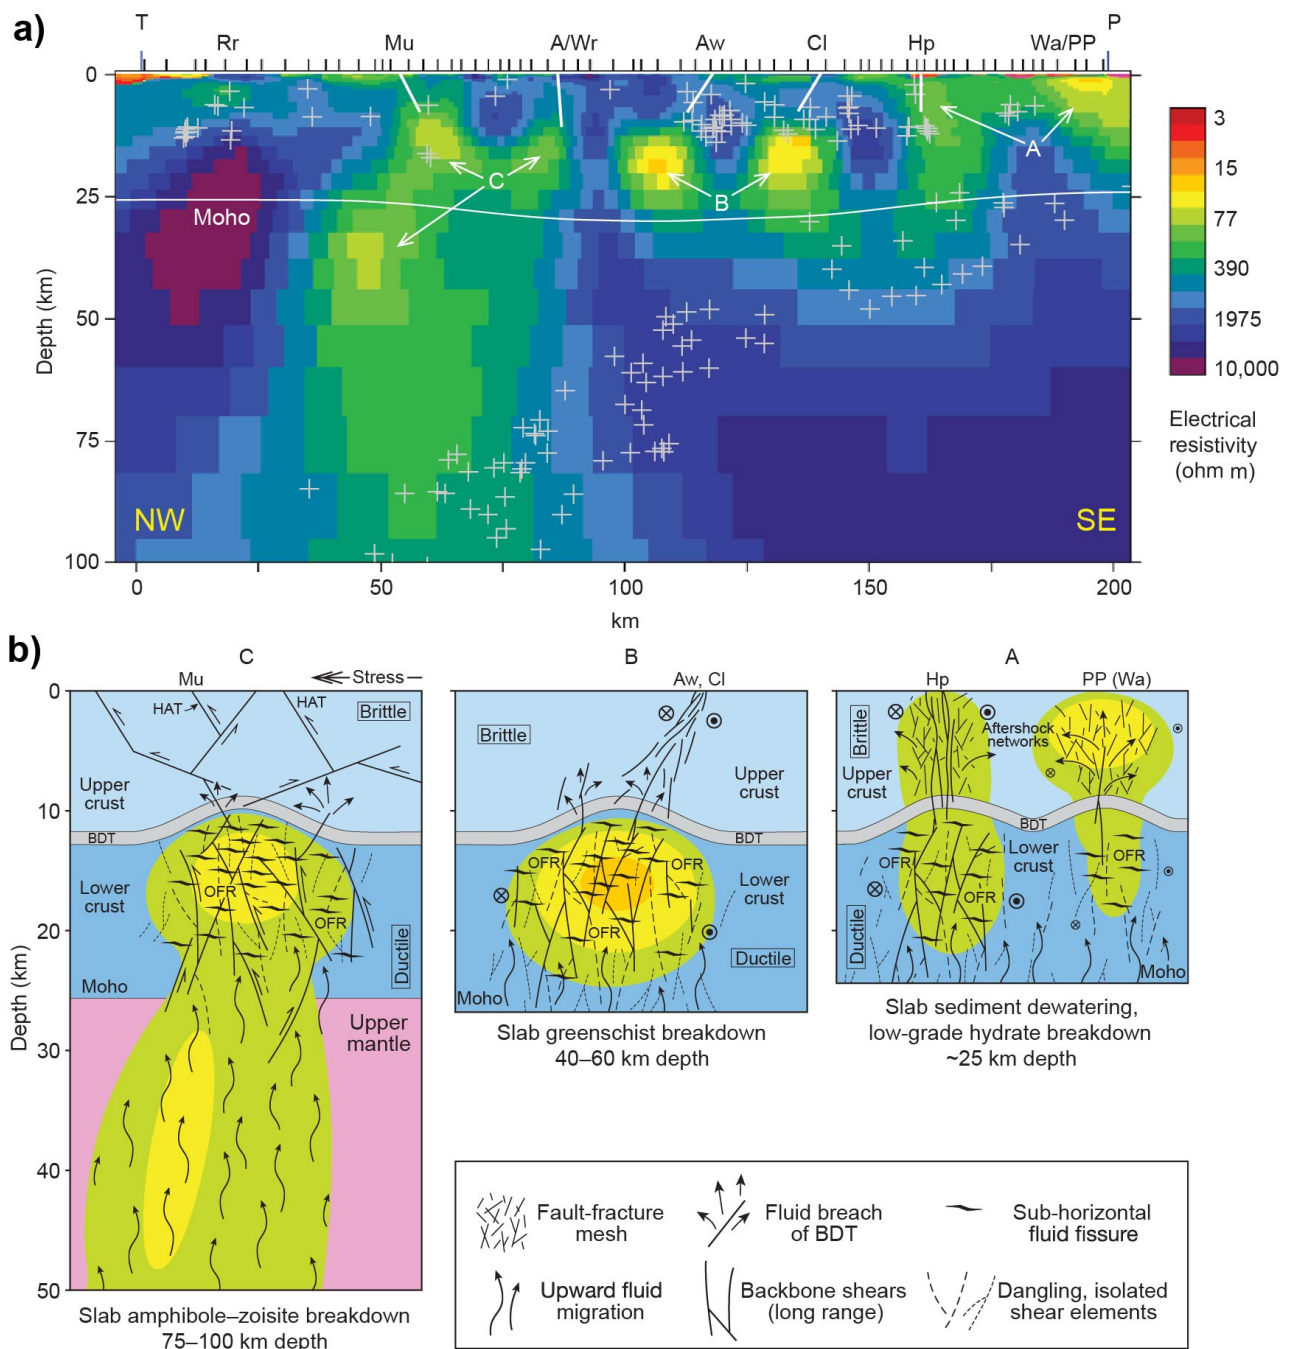 a)
T
P
Rr
Mu
A/Wr
Aw
Cl
Hp
Wa/PP
0
25
50
75
100
Depth (km)
Moho
C
B
A
NW
SE
0
50
100
150
200
km
3
15
77
390
1975
10,000
Electrical
resistivity
(ohm m)
b)
C
B
A
Mu
Stress
Aw, Cl
Hp
PP (Wa)
0
10
20
30
40
50
Depth (km)
HAT
HAT
Brittle
Upper
crust
BDT
Lower
crust
OFR
OFR
Ductile
Moho
Upper
mantle
Slab amphibole–zoisite breakdown
75–100 km depth
Brittle
Upper
crust
BDT
OFR
OFR
Lower
crust
OFR
Ductile
Moho
Slab greenschist breakdown
40–60 km depth
Brittle
Aftershock
networks
Upper
crust
BDT
Lower
crust
OFR
OFR
OFR
Ductile
Moho
Slab sediment dewatering,
low-grade hydrate breakdown
~25 km depth
Fault-fracture
mesh
Fluid breach
of BDT
Sub-horizontal
fluid fissure
Upward fluid
migration
Backbone shears
(long range)
Dangling, isolated
shear elements